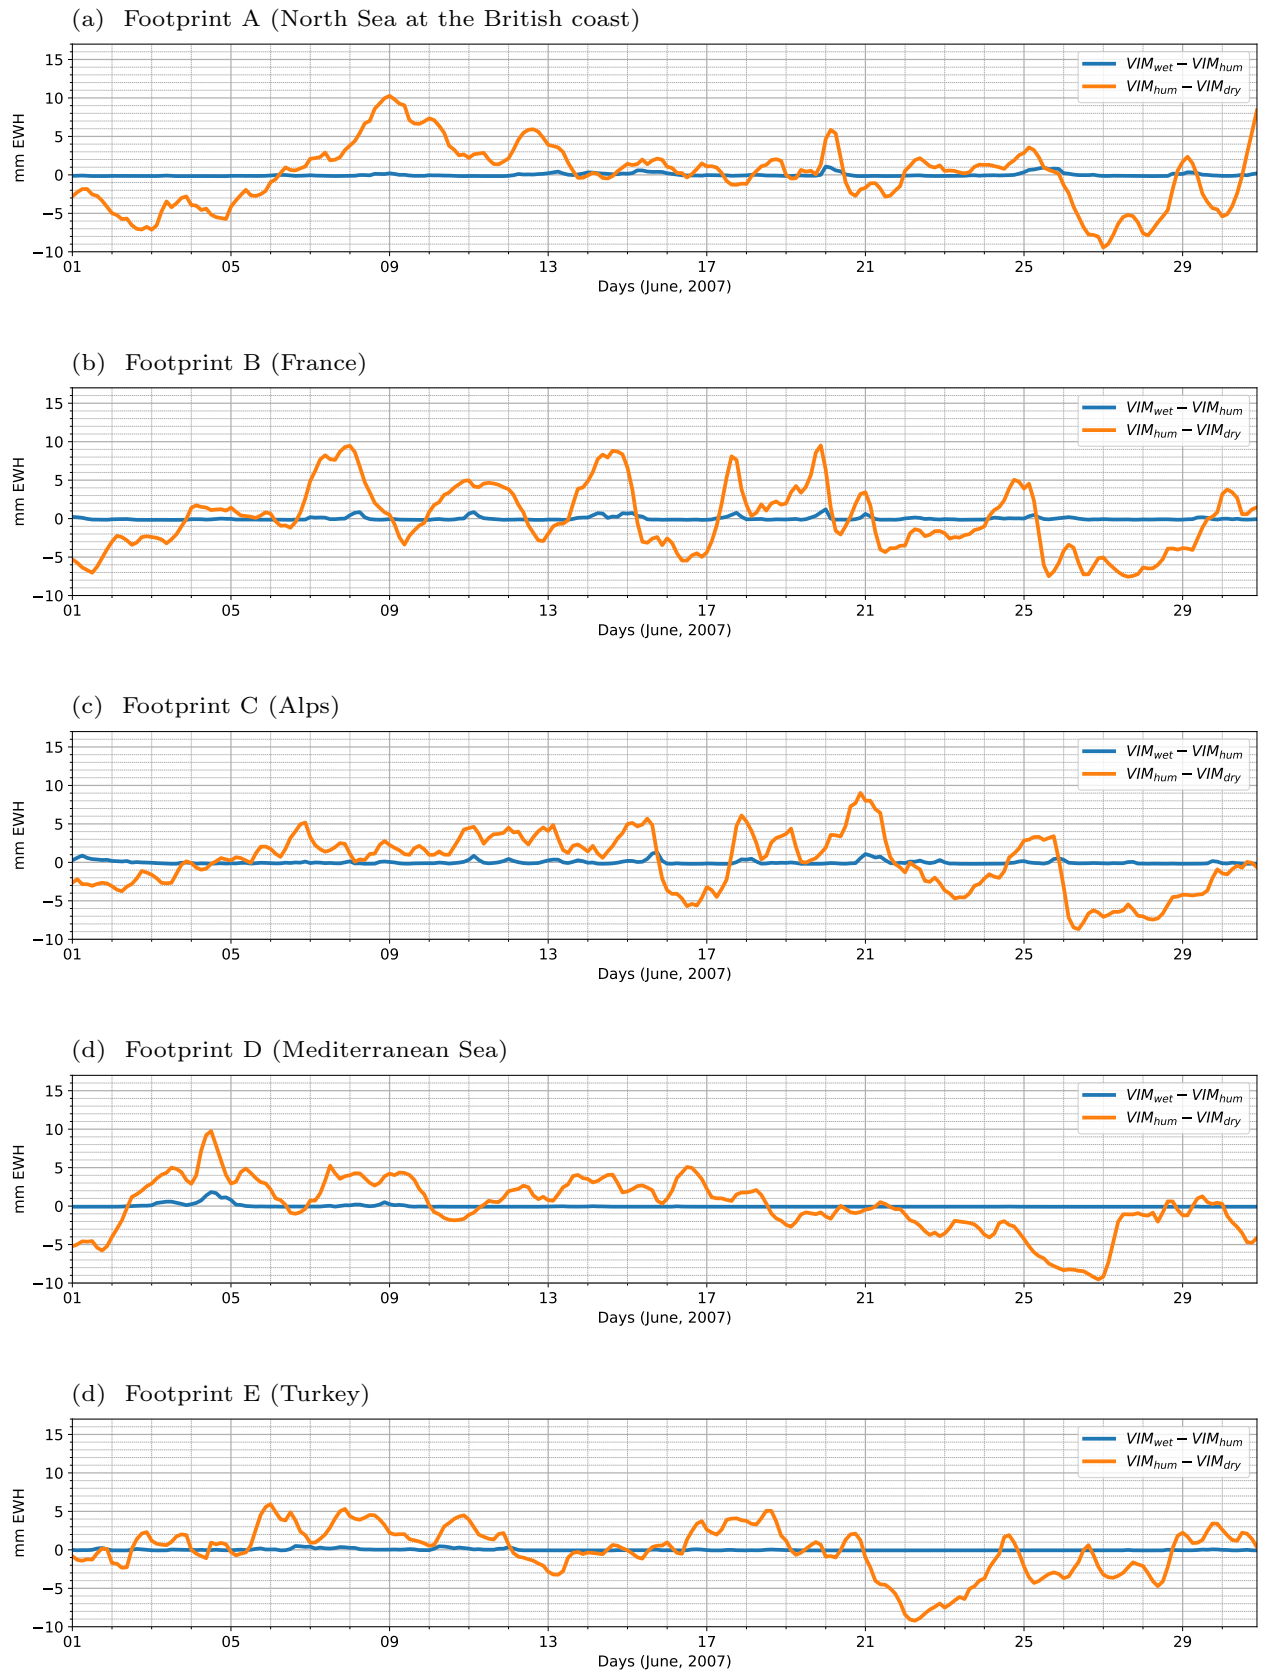 (a) Footprint A (North Sea at the British coast)
15
10
5
0
−5
−10
mm EWH
VIM_wet − VIM_hum
VIM_hum − VIM_dry
01 05 09 13 17 21 25 29
Days (June, 2007)
(b) Footprint B (France)
15
10
5
0
−5
−10
mm EWH
VIM_wet − VIM_hum
VIM_hum − VIM_dry
01 05 09 13 17 21 25 29
Days (June, 2007)
(c) Footprint C (Alps)
15
10
5
0
−5
−10
mm EWH
VIM_wet − VIM_hum
VIM_hum − VIM_dry
01 05 09 13 17 21 25 29
Days (June, 2007)
(d) Footprint D (Mediterranean Sea)
15
10
5
0
−5
−10
mm EWH
VIM_wet − VIM_hum
VIM_hum − VIM_dry
01 05 09 13 17 21 25 29
Days (June, 2007)
(d) Footprint E (Turkey)
15
10
5
0
−5
−10
mm EWH
VIM_wet − VIM_hum
VIM_hum − VIM_dry
01 05 09 13 17 21 25 29
Days (June, 2007)